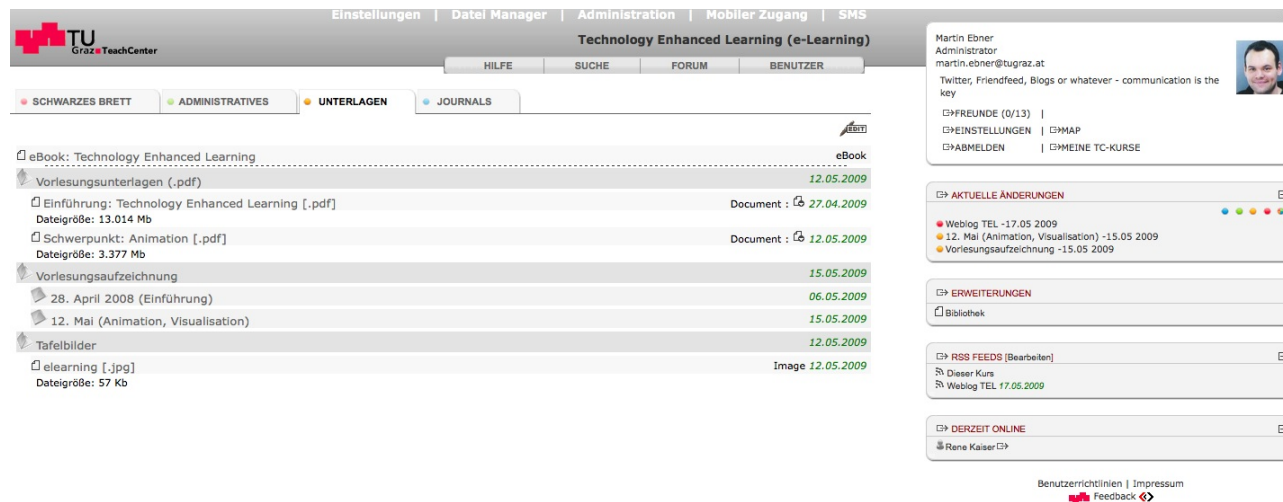 Einstellungen | Datei Manager | Administration | Mobiler Zugang | SMS
TU
Graz TeachCenter
Technology Enhanced Learning (e-Learning)
HILFE SUCHE FORUM BENUTZER
SCHWARZES BRETT ADMINISTRATIVES UNTERLAGEN JOURNALS
EDIT
eBook: Technology Enhanced Learning eBook
Vorlesungsunterlagen (.pdf) 12.05.2009
Einführung: Technology Enhanced Learning [.pdf] Document : 27.04.2009
Dateigröße: 13.014 Mb
Schwerpunkt: Animation [.pdf] Document : 12.05.2009
Dateigröße: 3.377 Mb
Vorlesungsaufzeichnung 15.05.2009
28. April 2008 (Einführung) 06.05.2009
12. Mai (Animation, Visualisation) 15.05.2009
Tafelbilder 12.05.2009
elearning [.jpg] Image 12.05.2009
Dateigröße: 57 Kb
Martin Ebner
Administrator
martin.ebner@tugraz.at
Twitter, Friendfeed, Blogs or whatever - communication is the
key
FREUNDE (0/13) |
EINSTELLUNGEN | MAP
ABMELDEN | MEINE TC-KURSE
AKTUELLE ÄNDERUNGEN
Weblog TEL -17.05 2009
12. Mai (Animation, Visualisation) -15.05 2009
Vorlesungsaufzeichnung -15.05 2009
ERWEITERUNGEN
Bibliothek
RSS FEEDS [Bearbeiten]
Dieser Kurs
Weblog TEL 17.05.2009
DERZEIT ONLINE
Rene Kaiser
Benutzerrichtlinien | Impressum
Feedback